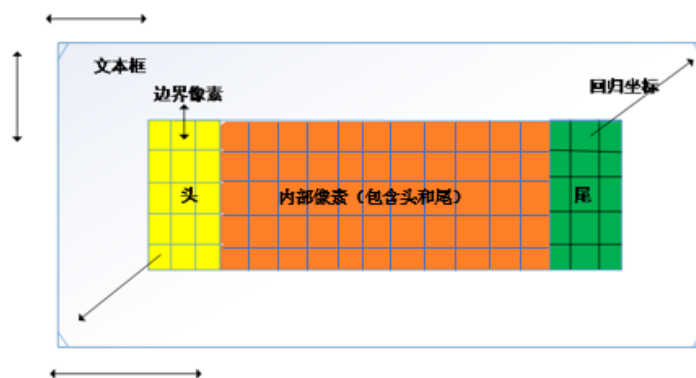 文本框
回归坐标
边界像素
头
内部像素（包含头和尾）
尾